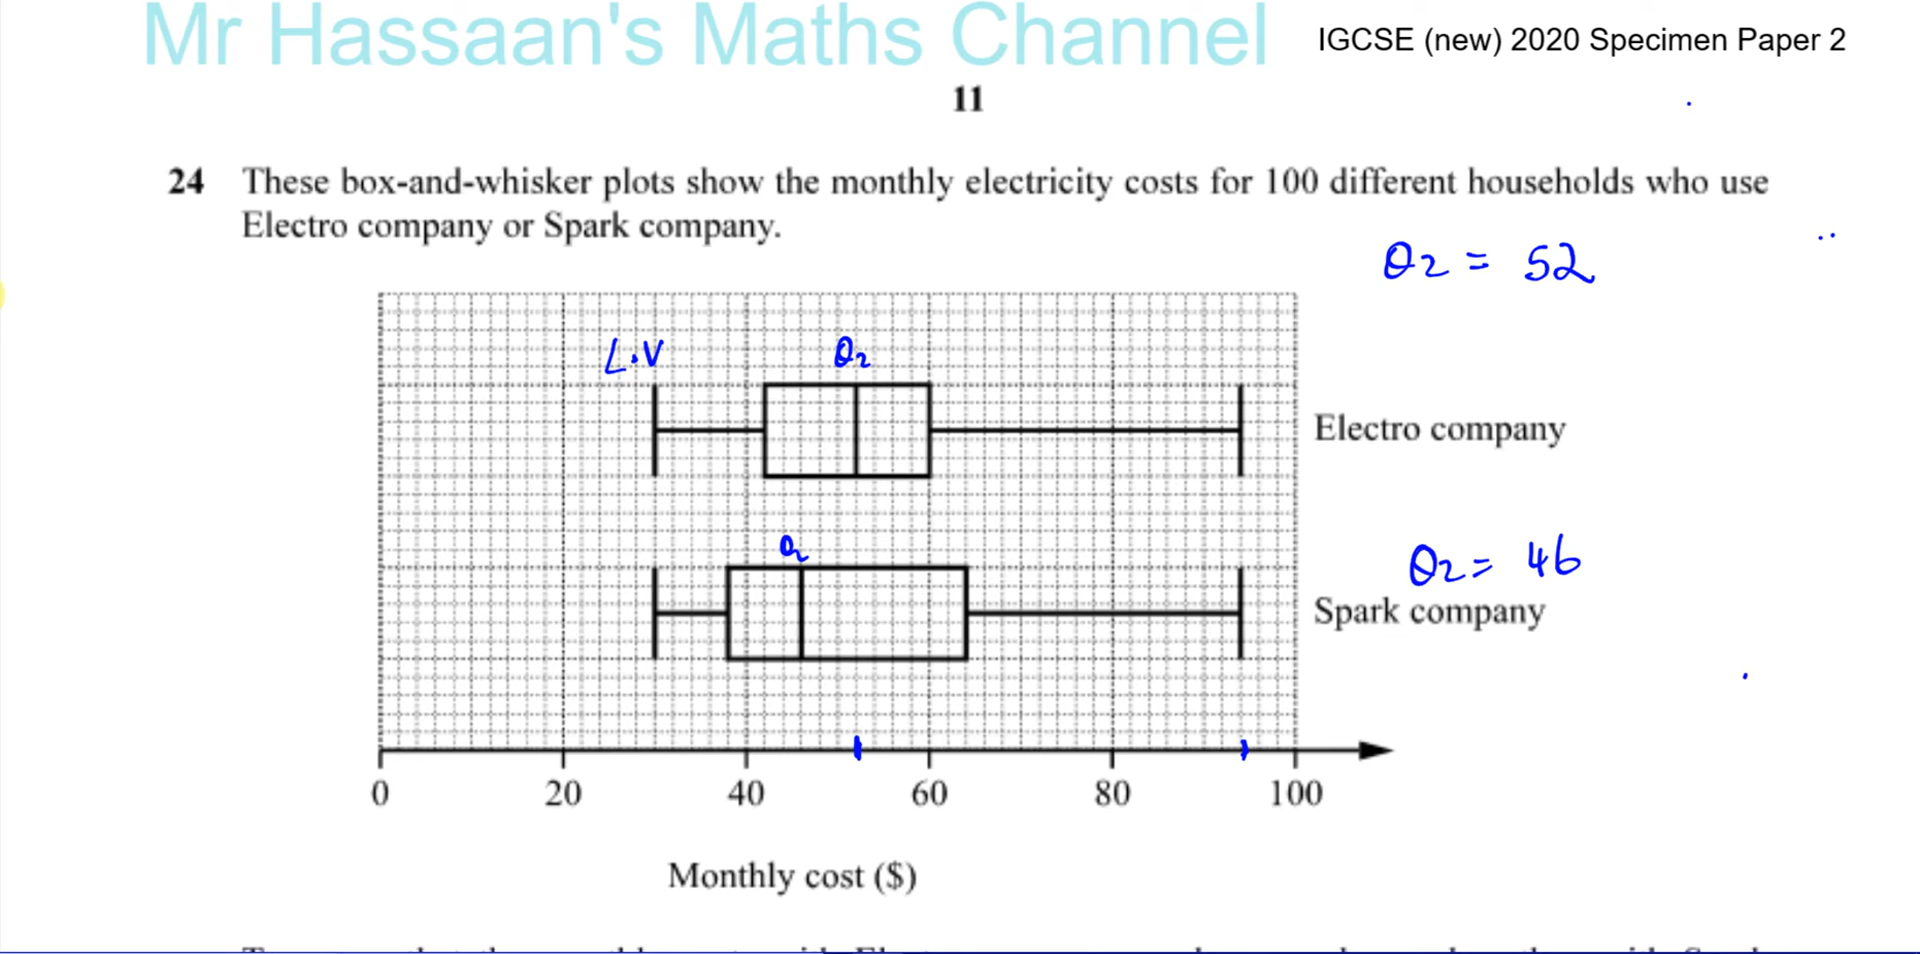 Mr Hassaan's Maths Channel
IGCSE (new) 2020 Specimen Paper 2
11
24 These box-and-whisker plots show the monthly electricity costs for 100 different households who use
Electro company or Spark company.
Q2 = 52
L.V
Q2
Electro company
Q2
Q2 = 46
Spark company
0 20 40 60 80 100
Monthly cost ($)